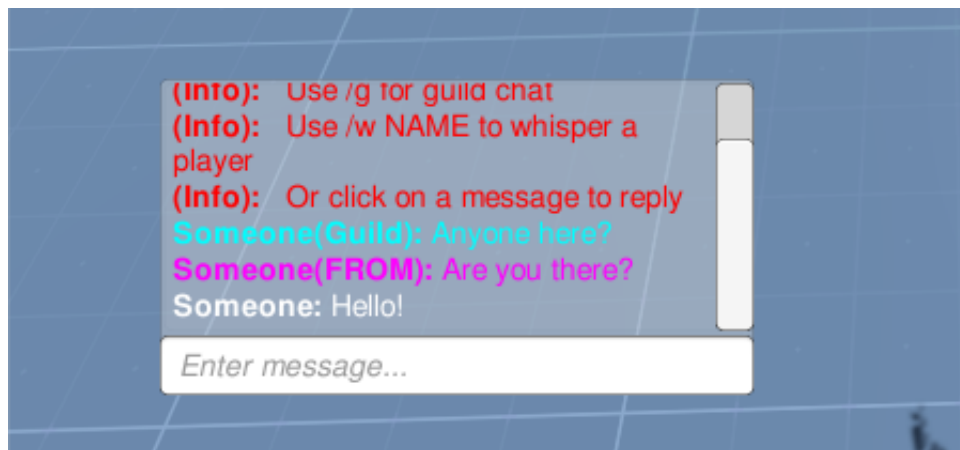 (Info): Use /g for guild chat
(Info): Use /w NAME to whisper a
player
(Info): Or click on a message to reply
Someone(Guild): Anyone here?
Someone(FROM): Are you there?
Someone: Hello!
Enter message...